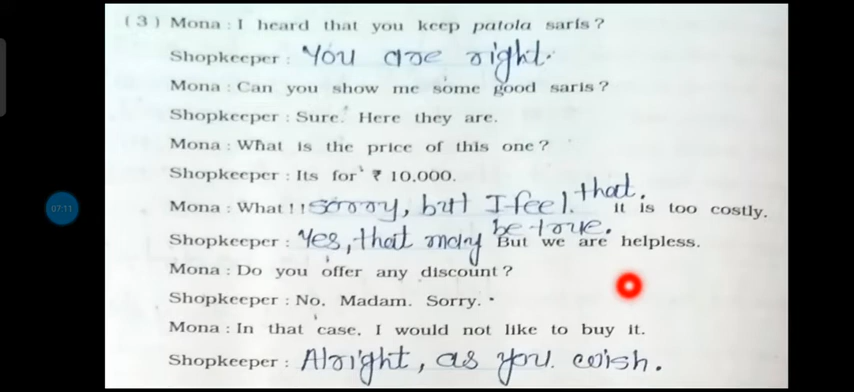 (3) Mona : I heard that you keep patola saris ?
Shopkeeper : You are right.
Mona : Can you show me some good saris ?
Shopkeeper : Sure. Here they are.
Mona : What is the price of this one ?
Shopkeeper : Its for ₹ 10,000.
Mona : What ! ! sorry, but I feel that. it is too costly.
Shopkeeper : Yes, that may be true. But we are helpless.
Mona : Do you offer any discount ?
Shopkeeper : No, Madam. Sorry.
Mona : In that case, I would not like to buy it.
Shopkeeper : Alright, as you wish.
07:11